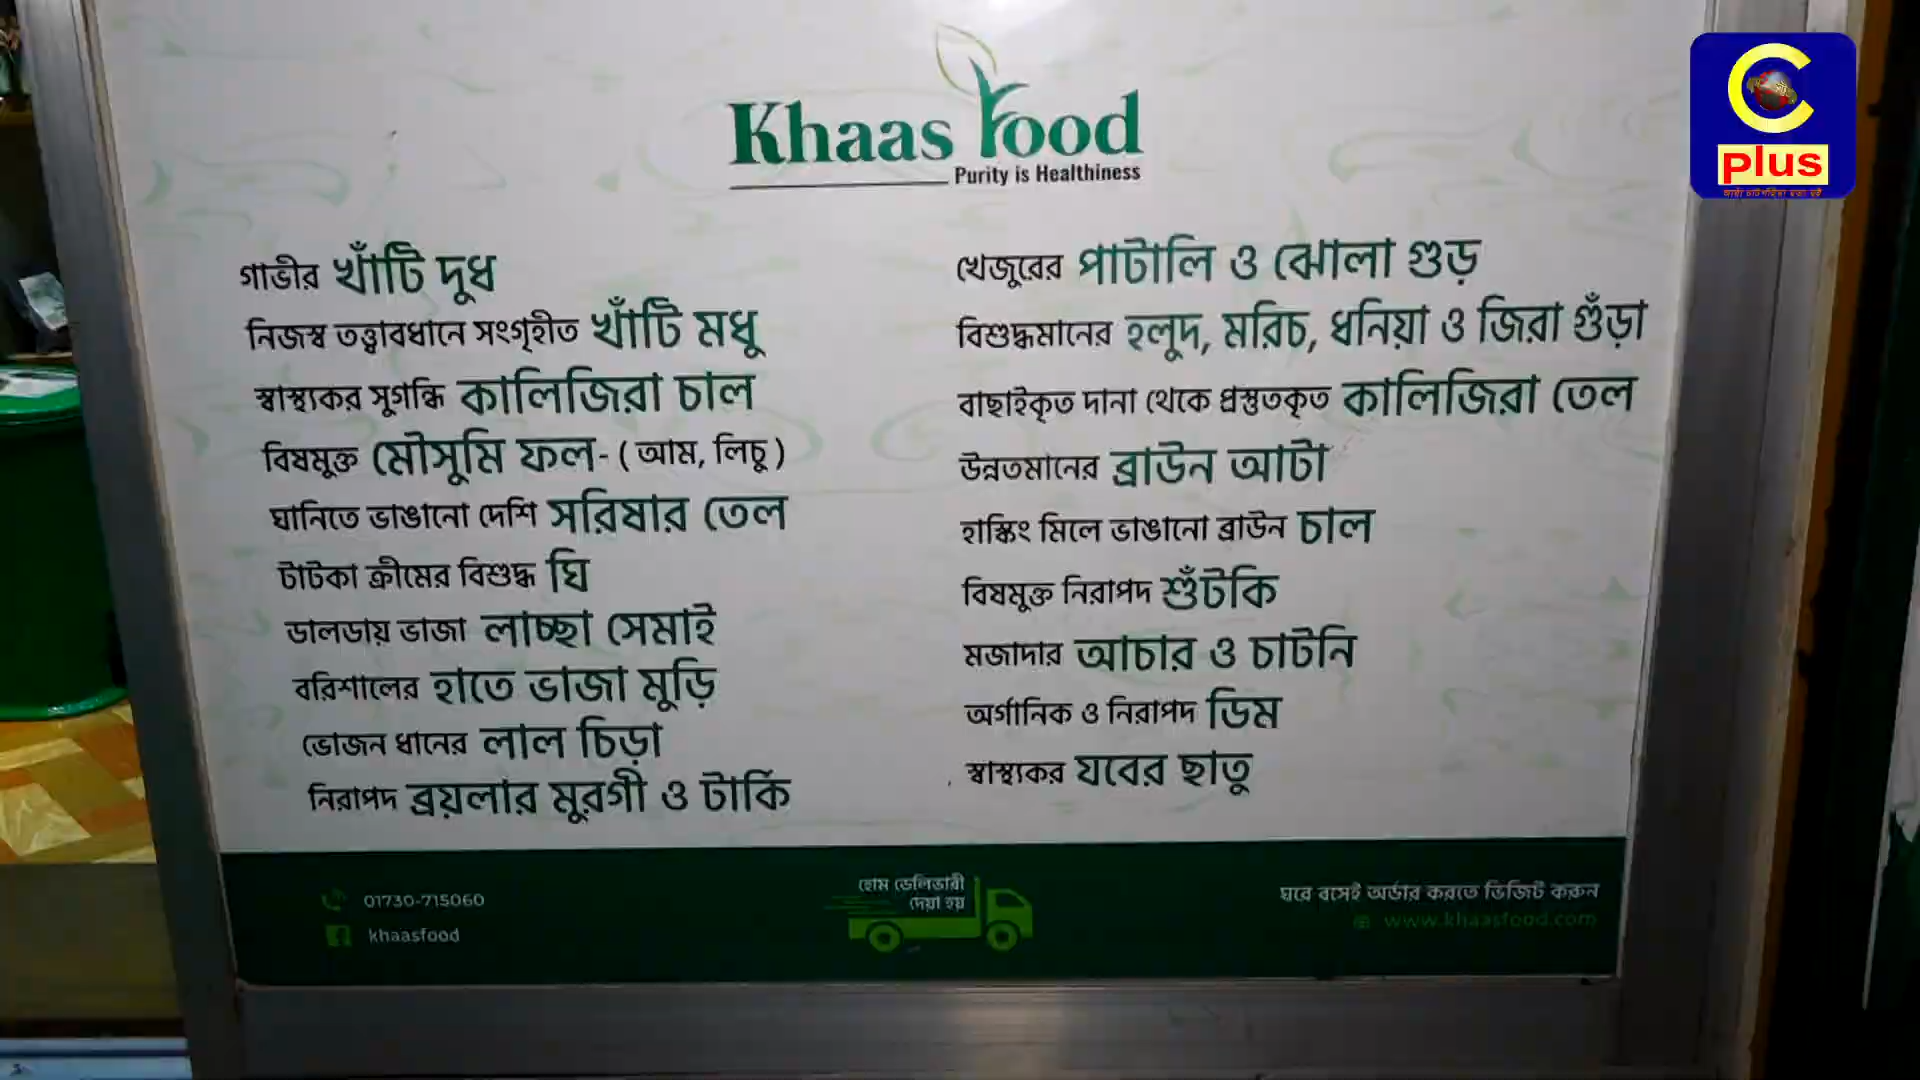 Khaas Food
Purity is Healthiness
C
plus
গাভীর খাঁটি দুধ
নিজস্ব তত্ত্বাবধানে সংগৃহীত খাঁটি মধু
স্বাস্থ্যকর সুগন্ধি কালিজিরা চাল
বিষমুক্ত মৌসুমি ফল- ( আম, লিচু )
ঘানিতে ভাঙানো দেশি সরিষার তেল
টাটকা ক্রীমের বিশুদ্ধ ঘি
ডালডায় ভাজা লাচ্ছা সেমাই
বরিশালের হাতে ভাজা মুড়ি
ভোজন ধানের লাল চিড়া
নিরাপদ ব্রয়লার মুরগী ও টার্কি
খেজুরের পাটালি ও ঝোলা গুড়
বিশুদ্ধমানের হলুদ, মরিচ, ধনিয়া ও জিরা গুঁড়া
বাছাইকৃত দানা থেকে প্রস্তুতকৃত কালিজিরা তেল
উন্নতমানের ব্রাউন আটা
হাস্কিং মিলে ভাঙানো ব্রাউন চাল
বিষমুক্ত নিরাপদ শুঁটকি
মজাদার আচার ও চাটনি
অর্গানিক ও নিরাপদ ডিম
স্বাস্থ্যকর যবের ছাতু
01730-715060
khaasfood
হোম ডেলিভারী
দেয়া হয়
ঘরে বসেই অর্ডার করতে ভিজিট করুন
www.khaasfood.com